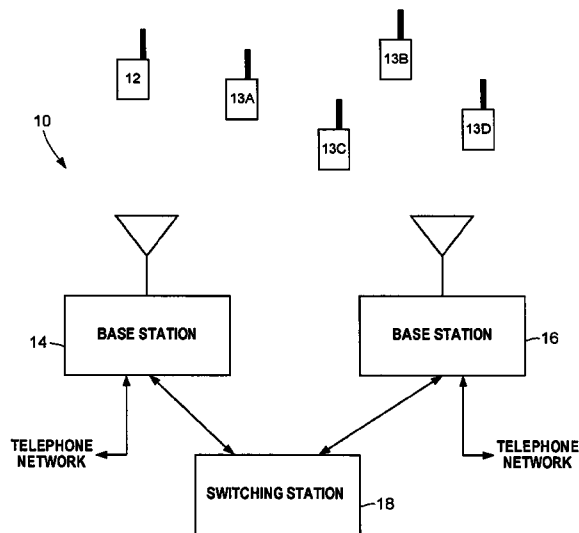 13B
12
13A
13D
10
13C
BASE STATION
BASE STATION
14
16
TELEPHONE
NETWORK
TELEPHONE
NETWORK
SWITCHING STATION
18